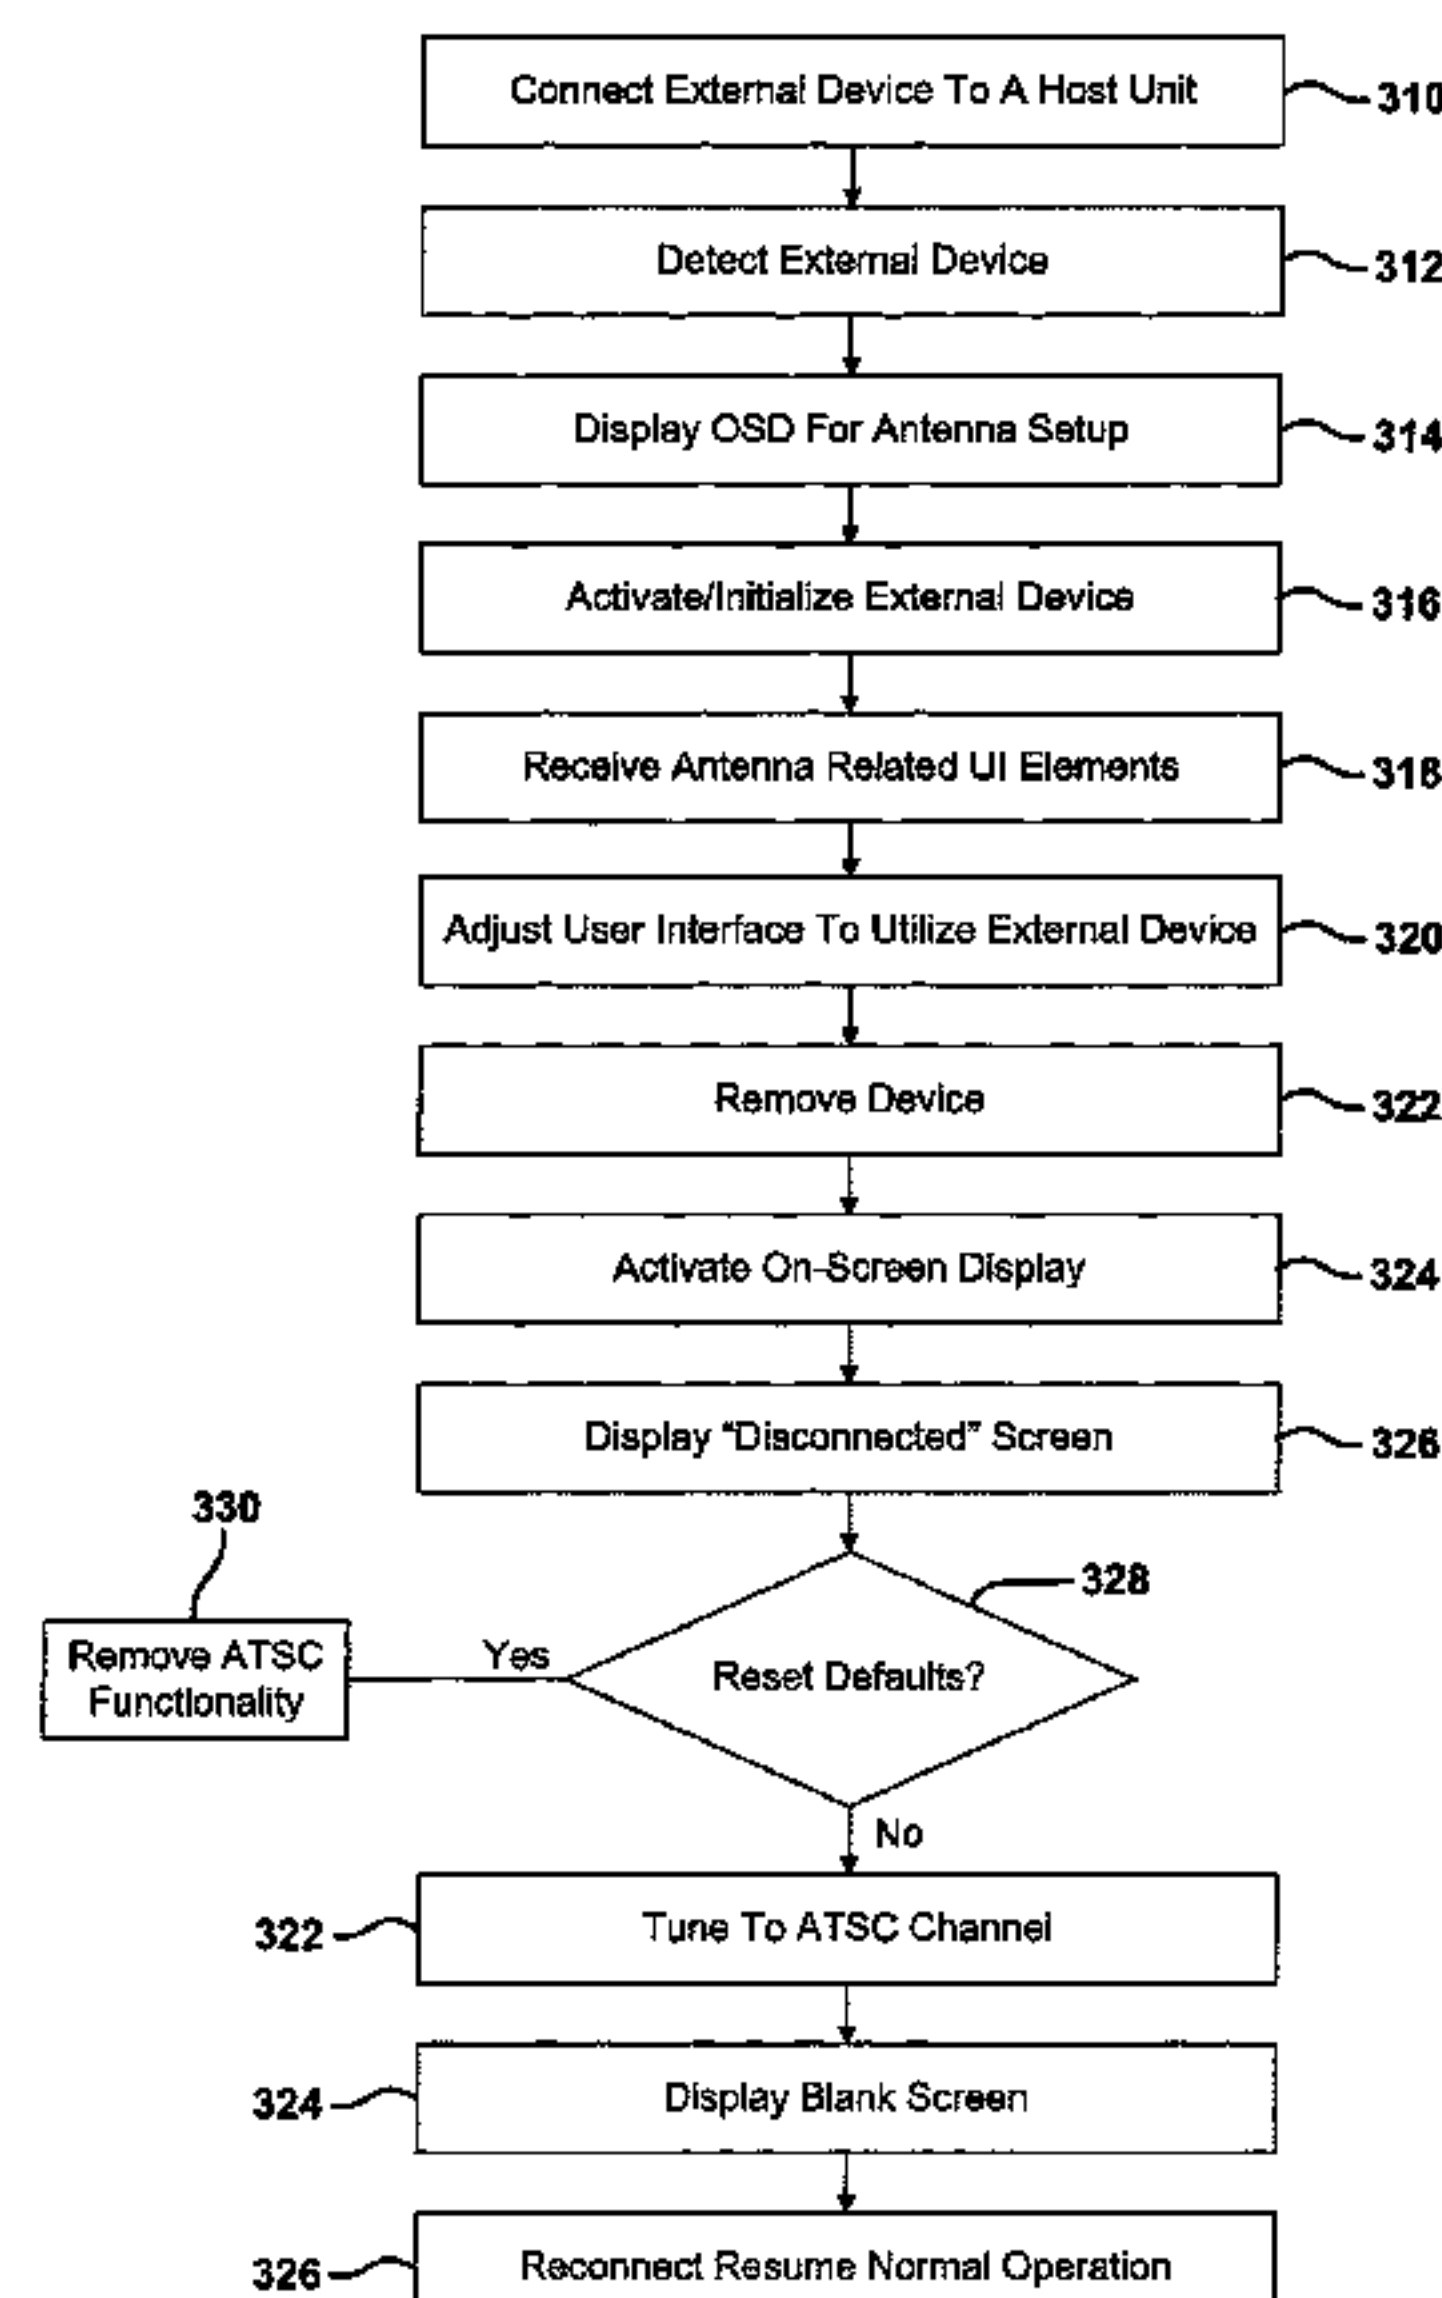 Connect External Device To A Host Unit
310
Detect External Device
312
Display OSD For Antenna Setup
314
Activate/Initialize External Device
316
Receive Antenna Related UI Elements
318
Adjust User Interface To Utilize External Device
320
Remove Device
322
Activate On-Screen Display
324
Display “Disconnected” Screen
326
330
328
Remove ATSC
Functionality
Yes
Reset Defaults?
No
322
Tune To ATSC Channel
324
Display Blank Screen
326
Reconnect Resume Normal Operation